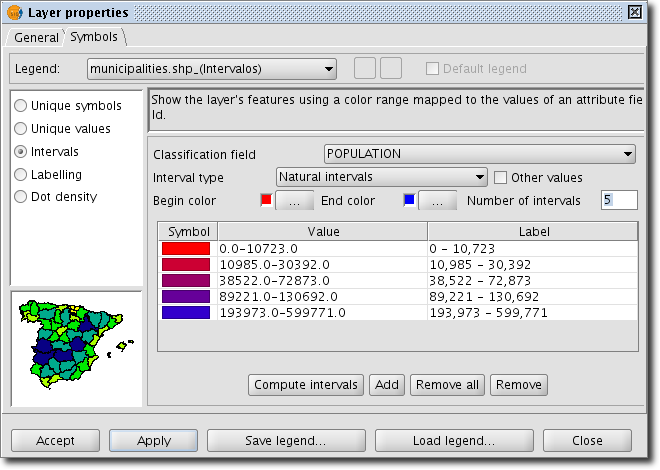 Layer properties
General Symbols
Legend: municipalities.shp_(Intervalos) Default legend
Unique symbols
Unique values
Intervals
Labelling
Dot density
Show the layer's features using a color range mapped to the values of an attribute fie
ld.
Classification field POPULATION
Interval type Natural intervals Other values
Begin color ... End color ... Number of intervals 5
Symbol Value Label
0.0-10723.0 0 - 10,723
10985.0-30392.0 10,985 - 30,392
38522.0-72873.0 38,522 - 72,873
89221.0-130692.0 89,221 - 130,692
193973.0-599771.0 193,973 - 599,771
Compute intervals Add Remove all Remove
Accept Apply Save legend... Load legend... Close